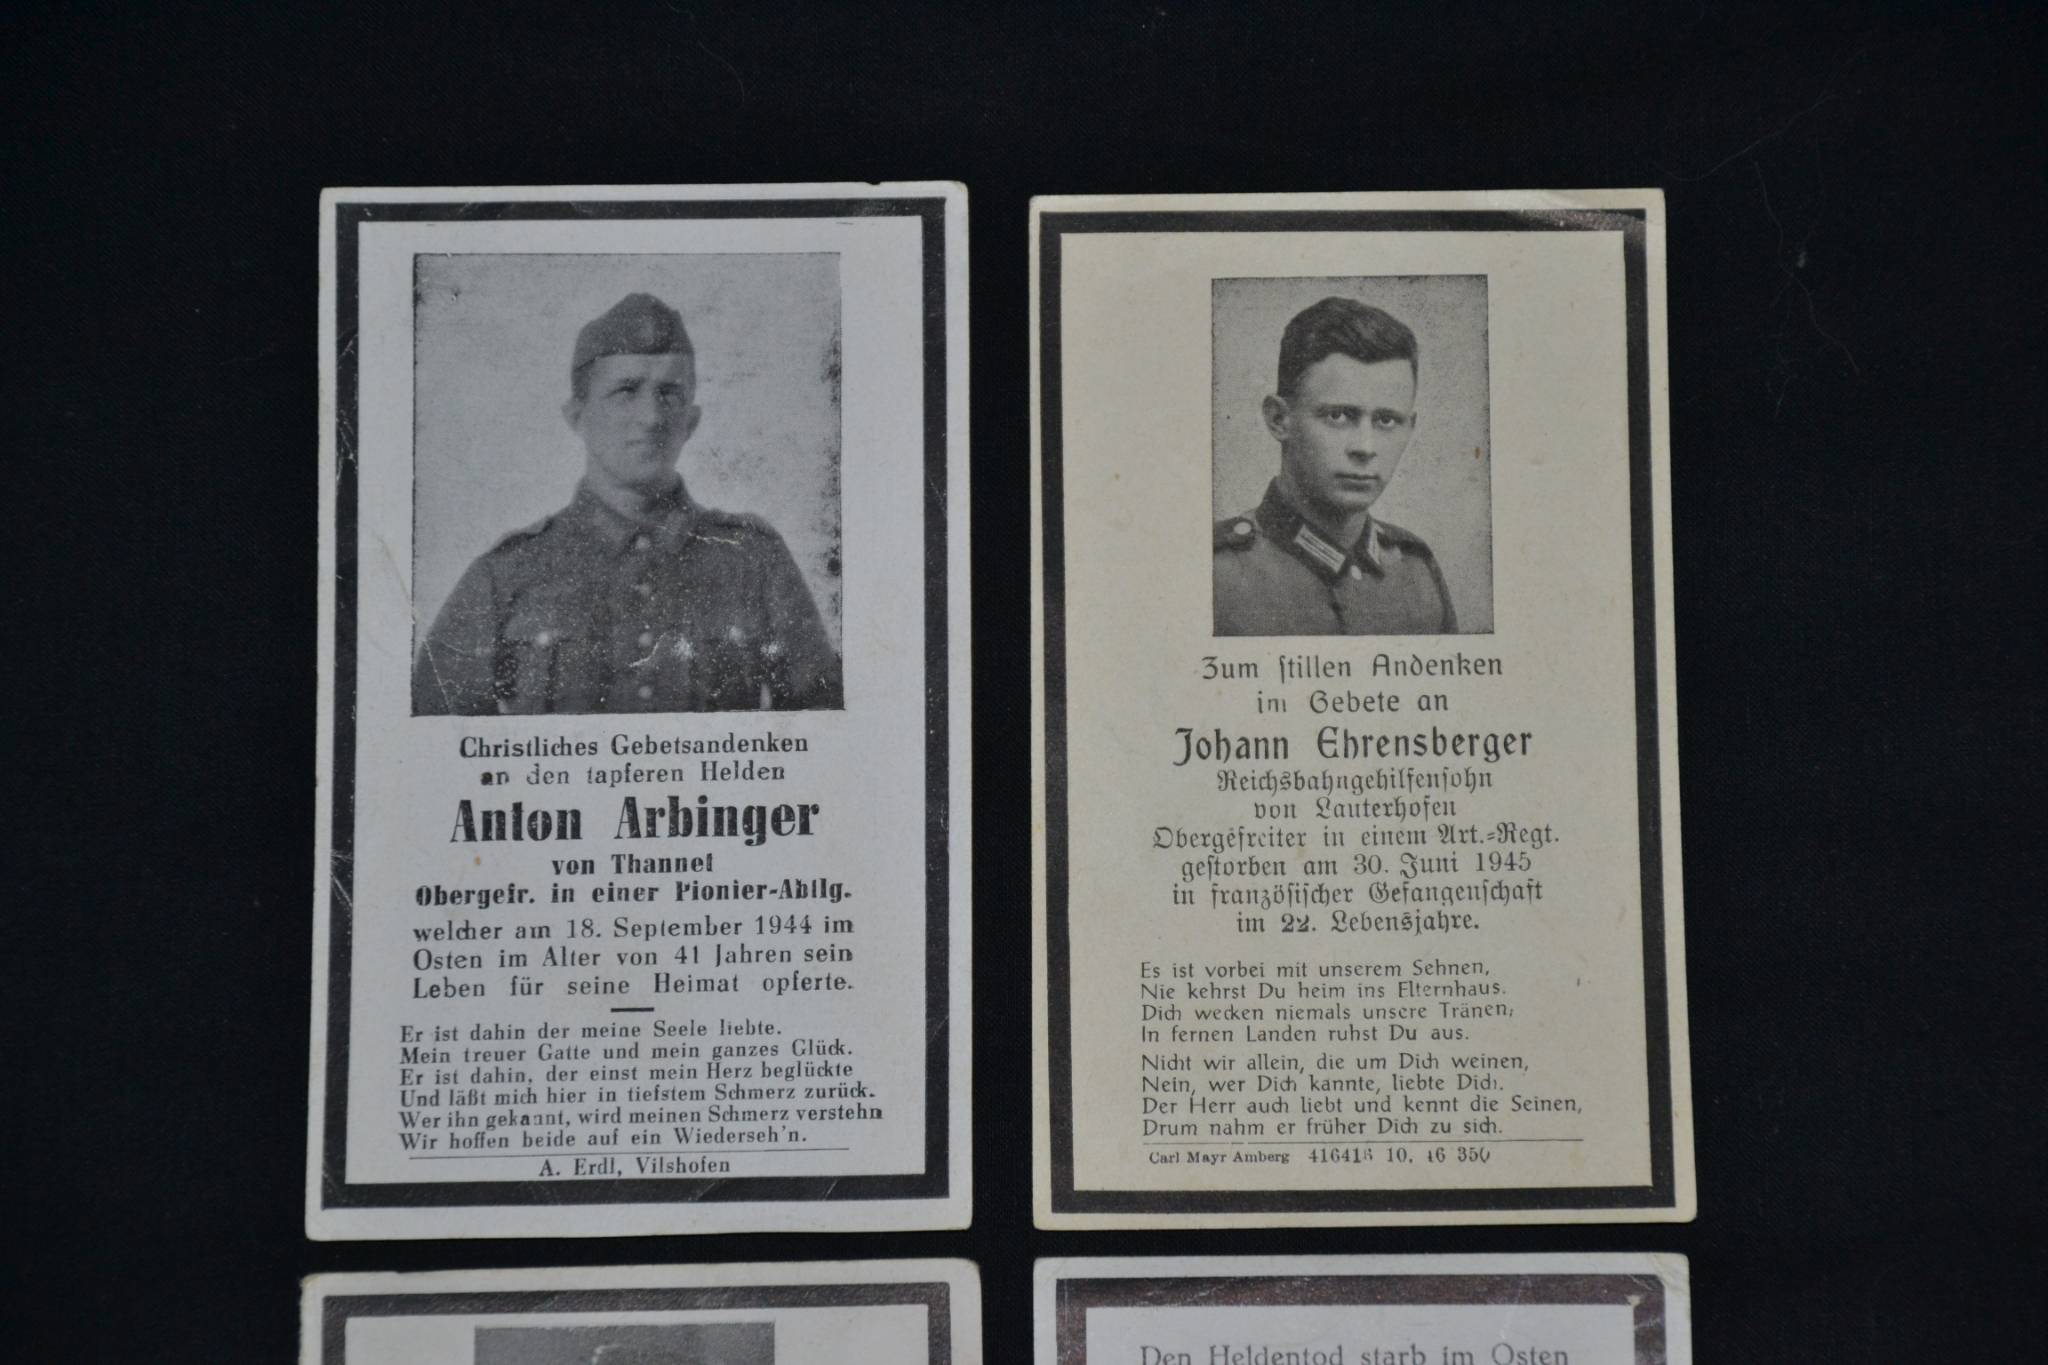 Christliches Gebetsandenken
an den tapferen Helden
Anton Arbinger
von Thannet
Obergefr. in einer Pionier-Abtlg.
welcher am 18. September 1944 im
Osten im Alter von 41 Jahren sein
Leben für seine Heimat opferte.
Er ist dahin der meine Seele liebte.
Mein treuer Gatte und mein ganzes Glück.
Er ist dahin, der einst mein Herz beglückte
Und läßt mich hier in tiefstem Schmerz zurück.
Wer ihn gekannt, wird meinen Schmerz verstehn
Wir hoffen beide auf ein Wiederseh'n.
A. Erdl, Vilshofen
Zum stillen Andenken
im Gebete an
Johann Ehrensberger
Reichsbahngehilfensohn
von Lauterhofen
Obergefreiter in einem Art.=Regt.
gestorben am 30. Juni 1945
in französischer Gefangenschaft
im 22. Lebensjahre.
Es ist vorbei mit unserem Sehnen,
Nie kehrst Du heim ins Elternhaus.
Dich wecken niemals unsere Tränen,
In fernen Landen ruhst Du aus.
Nicht wir allein, die um Dich weinen,
Nein, wer Dich kannte, liebte Dich.
Der Herr auch liebt und kennt die Seinen,
Drum nahm er früher Dich zu sich.
Carl Mayr Amberg 10. 46 350
Den Heldentod starb im Osten